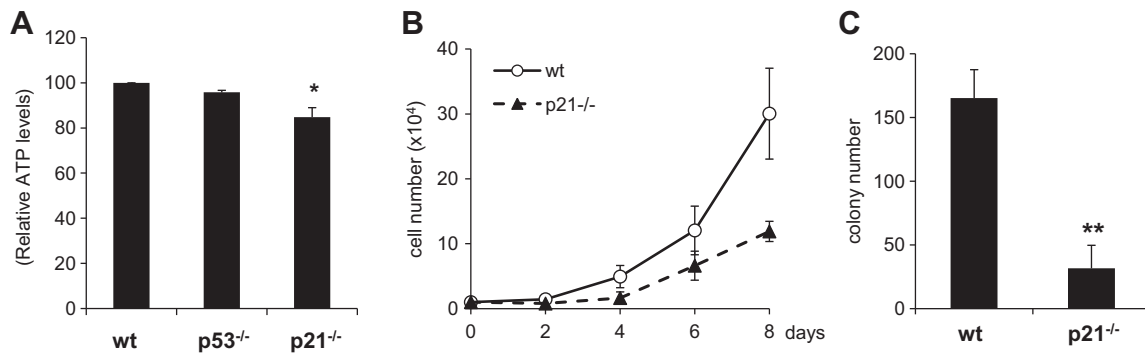 A
120
100
80
60
40
20
0
(Relative ATP levels)
*
wt
p53-/-
p21-/-
B
40
30
20
10
0
cell number (x10⁴)
wt
p21-/-
0 2 4 6 8 days
C
200
150
100
50
0
colony number
**
wt
p21-/-